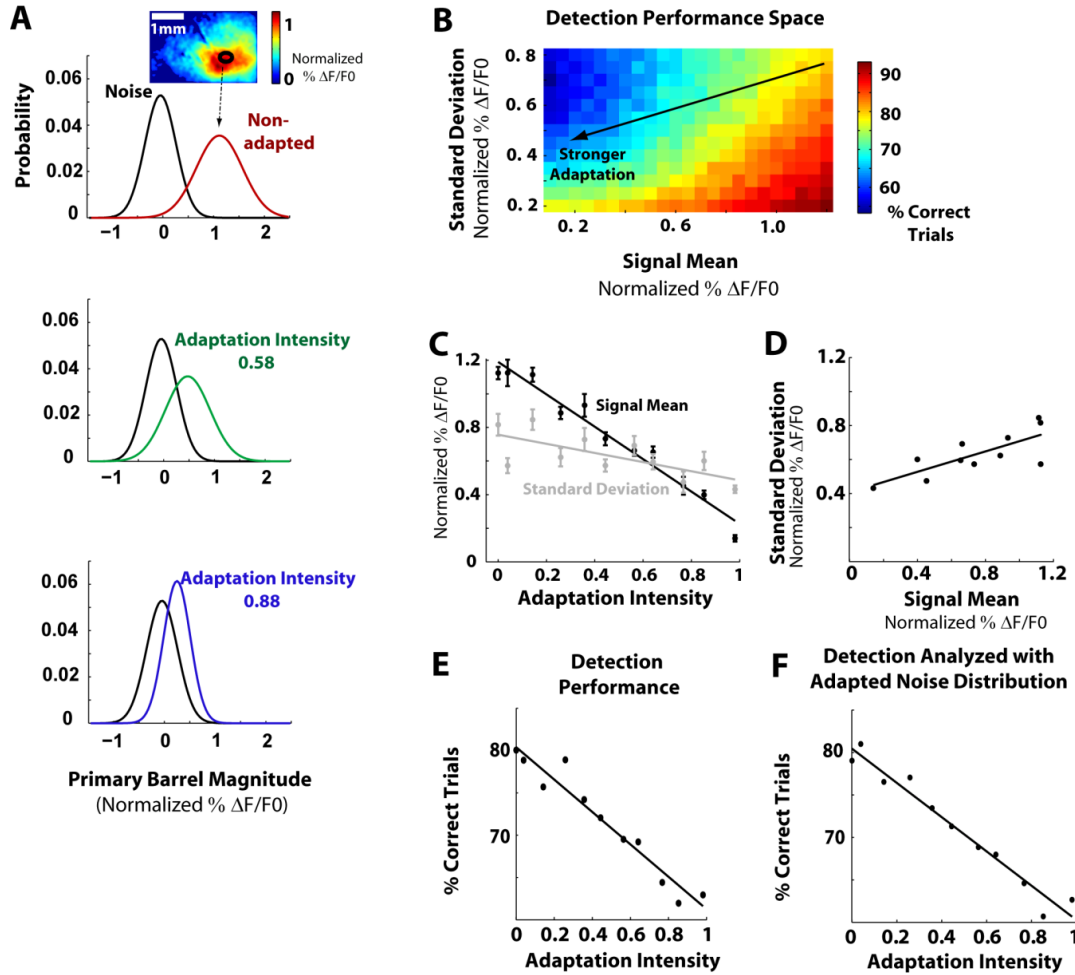 A
1mm
1
0
Normalized
% ΔF/F0
0.06
0.04
0.02
0
Probability
Noise
Non-
adapted
−1 0 1 2
0.06
0.04
0.02
0
Adaptation Intensity
0.58
−1 0 1 2
0.06
0.04
0.02
0
Adaptation Intensity
0.88
−1 0 1 2
Primary Barrel Magnitude
(Normalized % ΔF/F0)
B
Detection Performance Space
Standard Deviation
Normalized % ΔF/F0
0. 8
0. 6
0. 4
0. 2
Stronger
Adaptation
0. 2 0.6 1.0
Signal Mean
Normalized % ΔF/F0
90
80
70
60
% Correct
Trials
C
Normalized % ΔF/F0
1.2
0.8
0.4
0
Signal Mean
Standard Deviation
0 0.2 0.4 0.6 0.8 1
Adaptation Intensity
D
Standard Deviation
Normalized % ΔF/F0
1.2
0.8
0.4
0.4 0.8 1.2
Signal Mean
Normalized % ΔF/F0
E
Detection
Performance
% Correct Trials
80
70
0 0.2 0.4 0.6 0.8 1
Adaptation Intensity
F
Detection Analyzed with
Adapted Noise Distribution
% Correct Trials
80
70
0 0.2 0.4 0.6 0.8 1
Adaptation Intensity